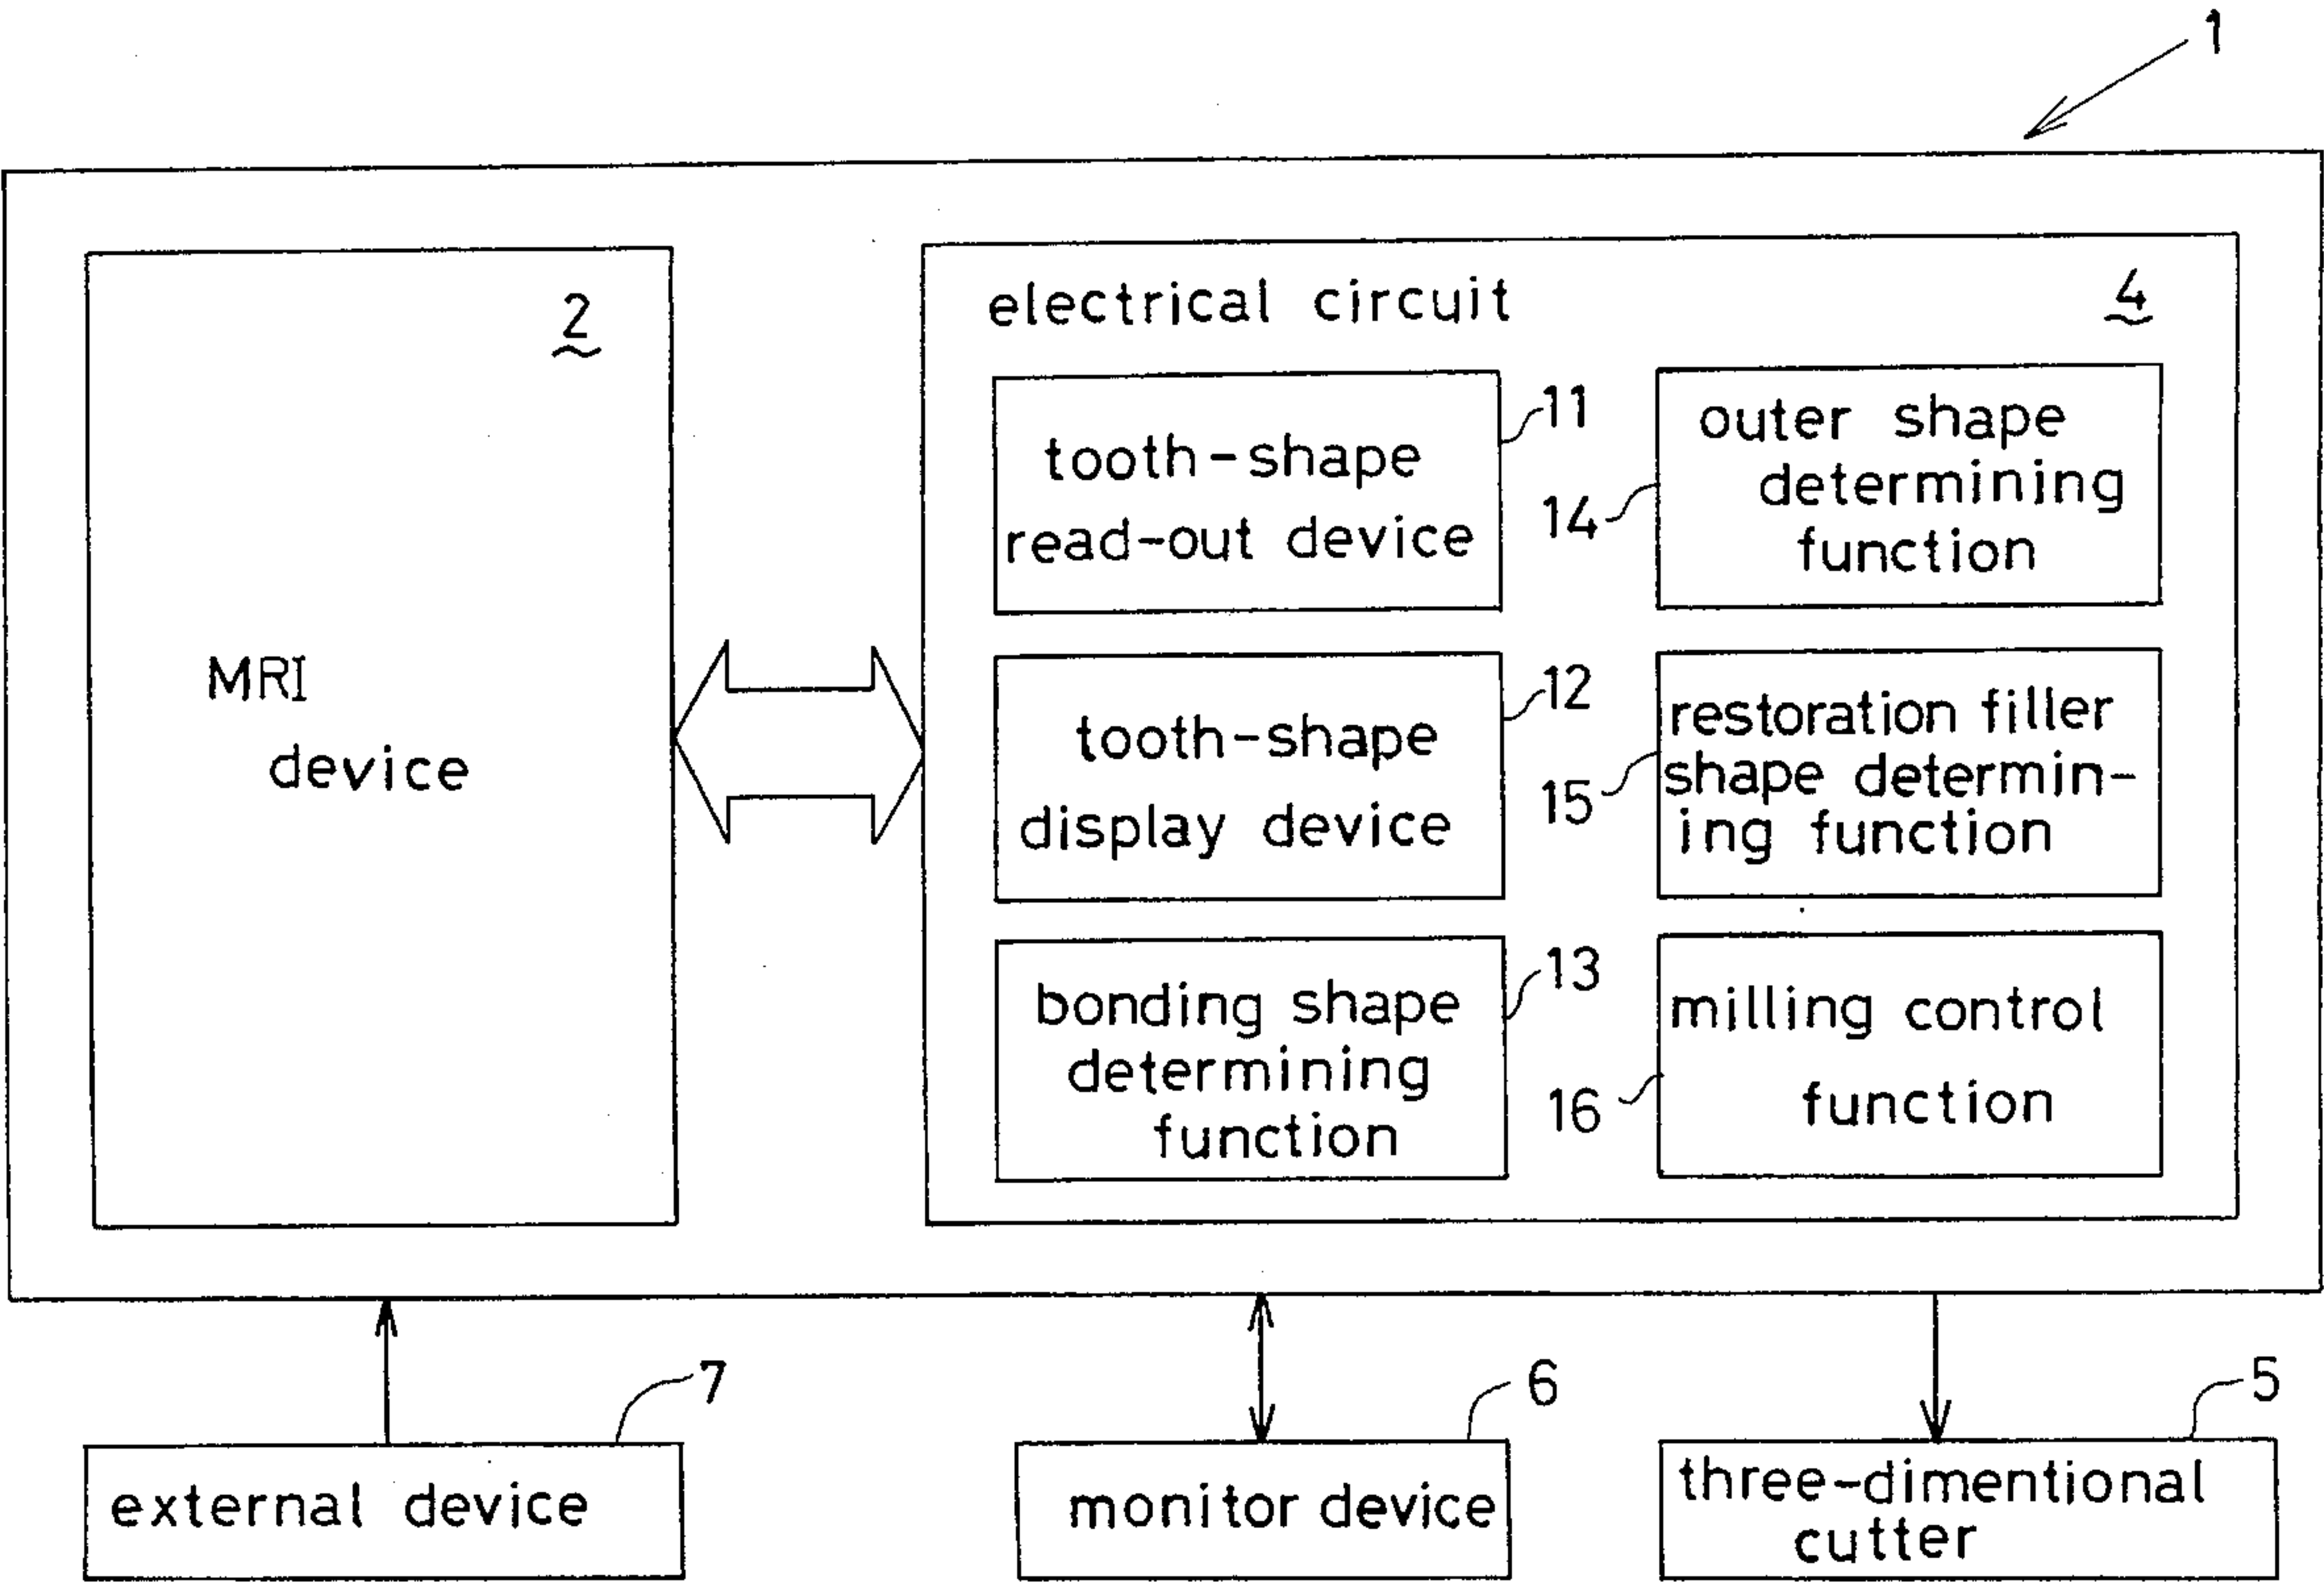 1
2
MRI
device
electrical circuit
4
tooth-shape
read-out device
11
outer shape
determining
function
14
tooth-shape
display device
12
restoration filler
shape determin-
ing function
15
bonding shape
determining
function
13
milling control
function
16
7
external device
6
monitor device
5
three-dimentional
cutter